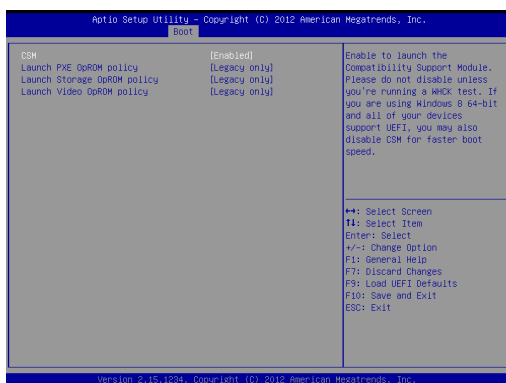 Aptio Setup Utility – Copyright (C) 2012 American Megatrends, Inc.
Boot
CSM [Enabled]
Launch PXE OpROM policy [Legacy only]
Launch Storage OpROM policy [Legacy only]
Launch Video OpROM policy [Legacy only]
Enable to launch the
Compatibility Support Module.
Please do not disable unless
you're running a WHCK test. If
you are using Windows 8 64-bit
and all of your devices
support UEFI, you may also
disable CSM for faster boot
speed.
↔: Select Screen
↑↓: Select Item
Enter: Select
+/-: Change Option
F1: General Help
F7: Discard Changes
F9: Load UEFI Defaults
F10: Save and Exit
ESC: Exit
Version 2.15.1234. Copyright (C) 2012 American Megatrends, Inc.